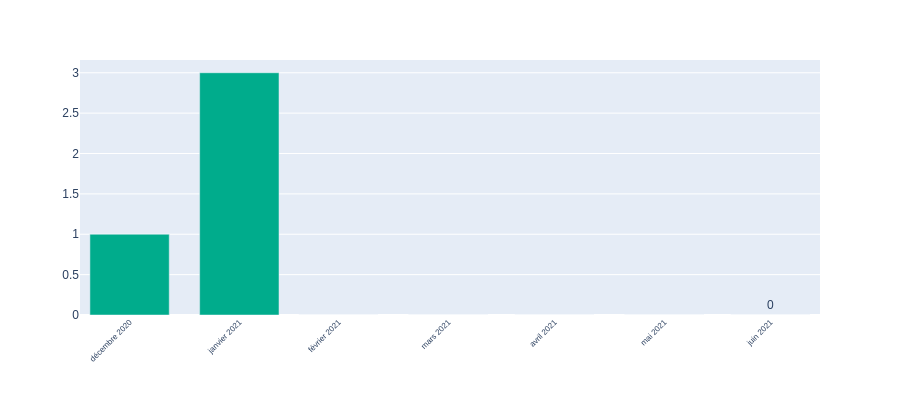 3
2.5
2
1.5
1
0.5
0
0
décembre 2020
janvier 2021
février 2021
mars 2021
avril 2021
mai 2021
juin 2021